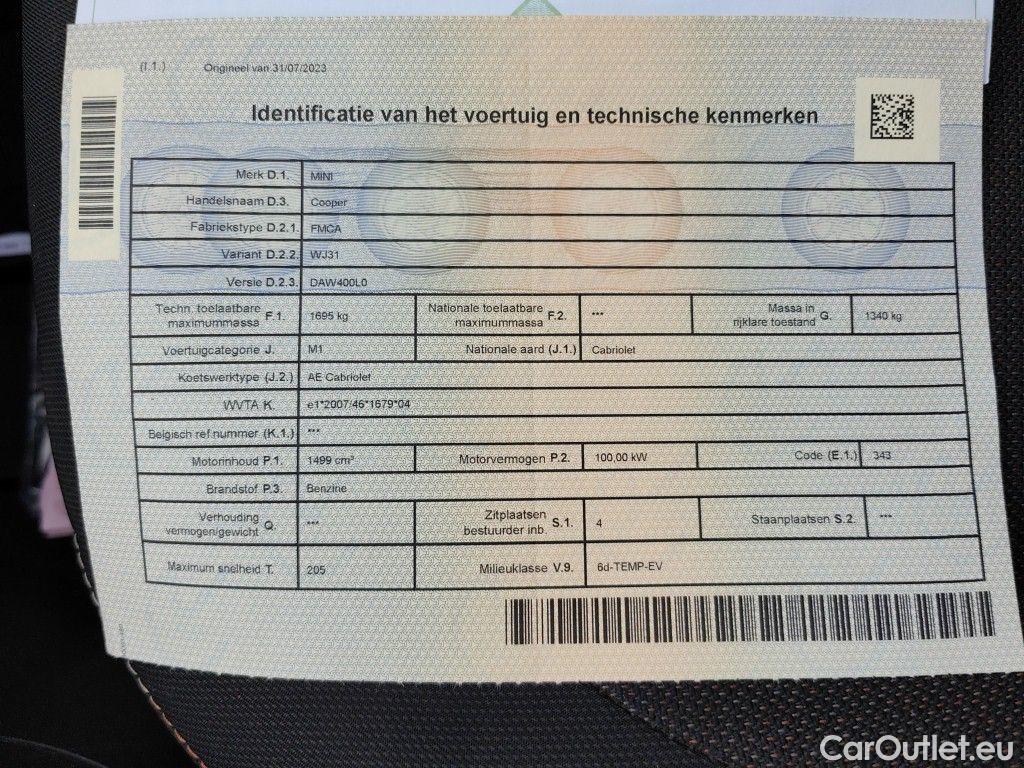 (I.1.) Origineel van 31/07/2023
Identificatie van het voertuig en technische kenmerken
Merk D.1. MINI
Handelsnaam D.3. Cooper
Fabriekstype D.2.1. FMCA
Variant D.2.2. WJ31
Versie D.2.3. DAW400L0
Techn. toelaatbare
maximummassa F.1. 1695 kg
Nationale toelaatbare
maximummassa F.2. ***
Massa in
rijklare toestand G. 1340 kg
Voertuigcategorie J. M1 Nationale aard (J.1.) Cabriolet
Koetswerktype (J.2.) AE Cabriolet
WVTA K. e1*2007/46*1679*04
Belgisch ref.nummer (K.1.) ***
Motorinhoud P.1. 1499 cm³ Motorvermogen P.2. 100,00 kW Code (E.1.) 343
Brandstof P.3. Benzine
Verhouding
vermogen/gewicht Q. ***
Zitplaatsen
bestuurder inb. S.1. 4
Staanplaatsen S.2. ***
Maximum snelheid T. 205 Milieuklasse V.9. 6d-TEMP-EV
CarOutlet.eu